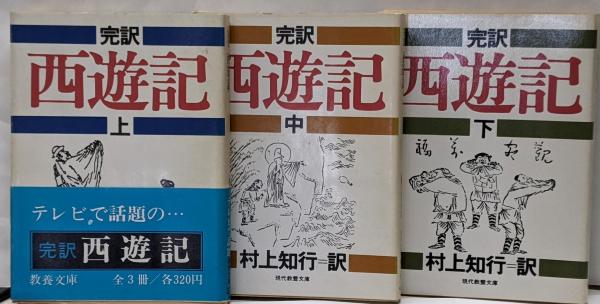 完訳
西遊記
上
テレビで話題の…
完訳 西遊記
教養文庫 全3冊/各320円
完訳
西遊記
中
村上知行=訳
現代教養文庫
完訳
西遊記
下
村上知行=訳
現代教養文庫